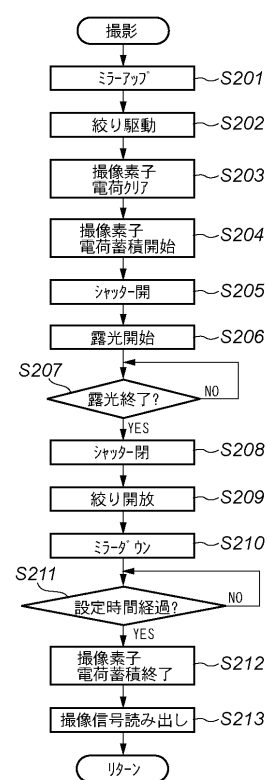 撮影
ミラーアップ
S201
絞り駆動
S202
撮像素子
電荷クリア
S203
撮像素子
電荷蓄積開始
S204
シャッター開
S205
露光開始
S206
S207
露光終了?
NO
YES
シャッター閉
S208
絞り開放
S209
ミラーダウン
S210
S211
設定時間経過?
NO
YES
撮像素子
電荷蓄積終了
S212
撮像信号読み出し
S213
リターン